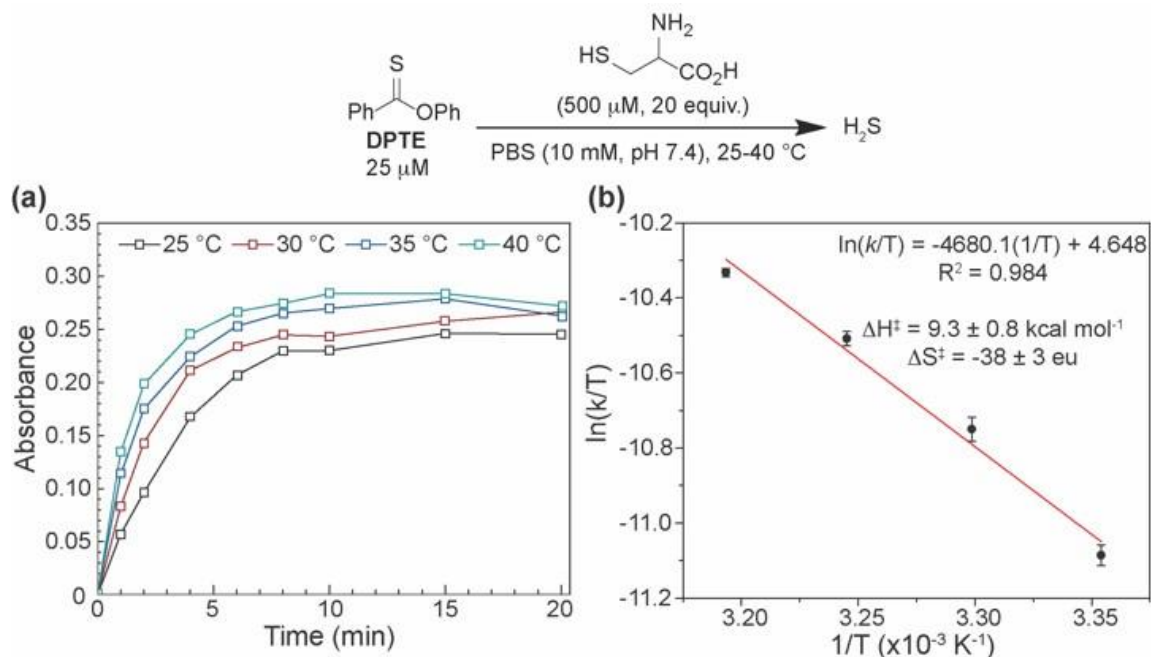 NH₂
HS
CO₂H
S
Ph
OPh
DPTE
25 μM
(500 μM, 20 equiv.)
PBS (10 mM, pH 7.4), 25-40 °C
H₂S
(a)
25 °C 30 °C 35 °C 40 °C
0.35
0.30
0.25
0.20
0.15
0.10
0.05
0
0 5 10 15 20
Absorbance
Time (min)
(b)
ln(k/T) = -4680.1(1/T) + 4.648
R² = 0.984
ΔH‡ = 9.3 ± 0.8 kcal mol⁻¹
ΔS‡ = -38 ± 3 eu
-10.2
-10.4
-10.6
-10.8
-11.0
-11.2
3.20 3.25 3.30 3.35
ln(k/T)
1/T (x10⁻³ K⁻¹)